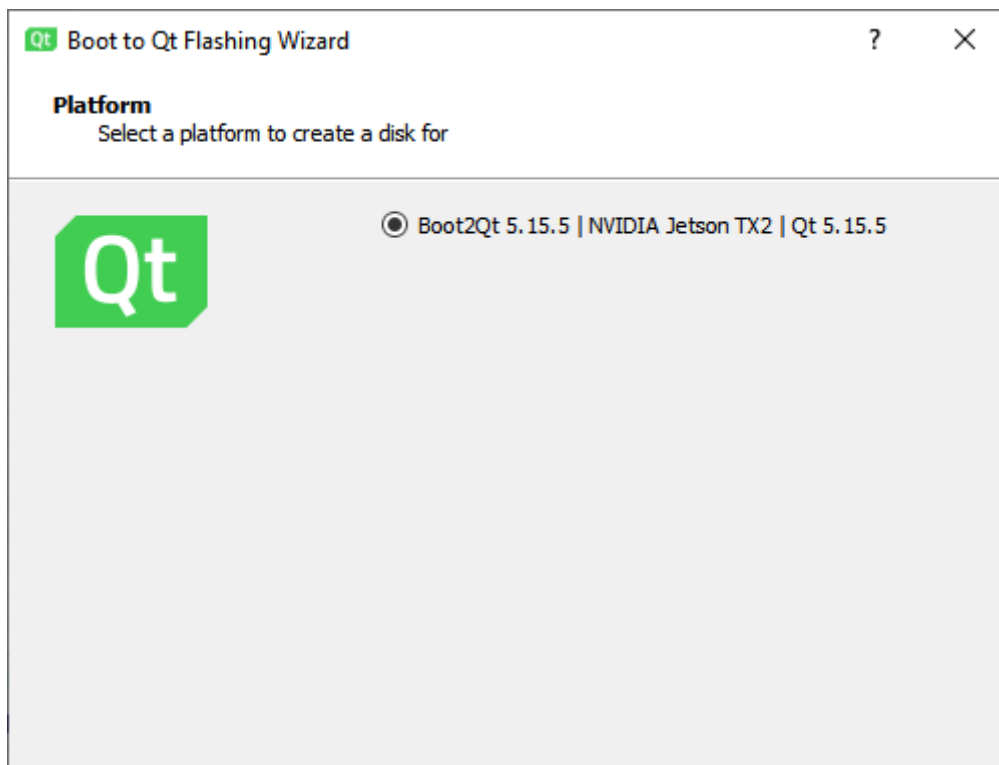 Qt Boot to Qt Flashing Wizard ?
Platform
Select a platform to create a disk for
Qt
Boot2Qt 5.15.5 | NVIDIA Jetson TX2 | Qt 5.15.5